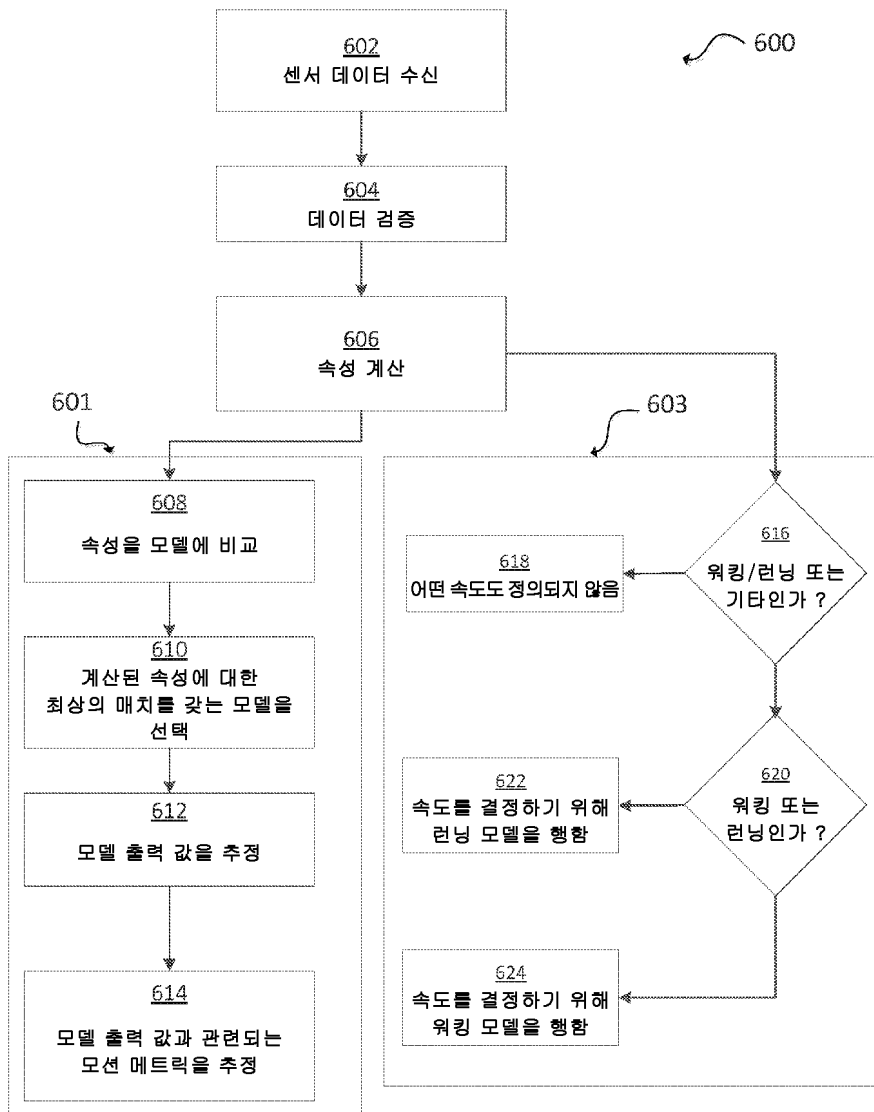 602
센서 데이터 수신
600
604
데이터 검증
606
속성 계산
601
603
608
속성을 모델에 비교
610
계산된 속성에 대한
최상의 매치를 갖는 모델을
선택
612
모델 출력 값을 추정
614
모델 출력 값과 관련되는
모션 메트릭을 추정
616
워킹/런닝 또는
기타인가 ?
618
어떤 속도도 정의되지 않음
620
워킹 또는
런닝인가 ?
622
속도를 결정하기 위해
런닝 모델을 행함
624
속도를 결정하기 위해
워킹 모델을 행함